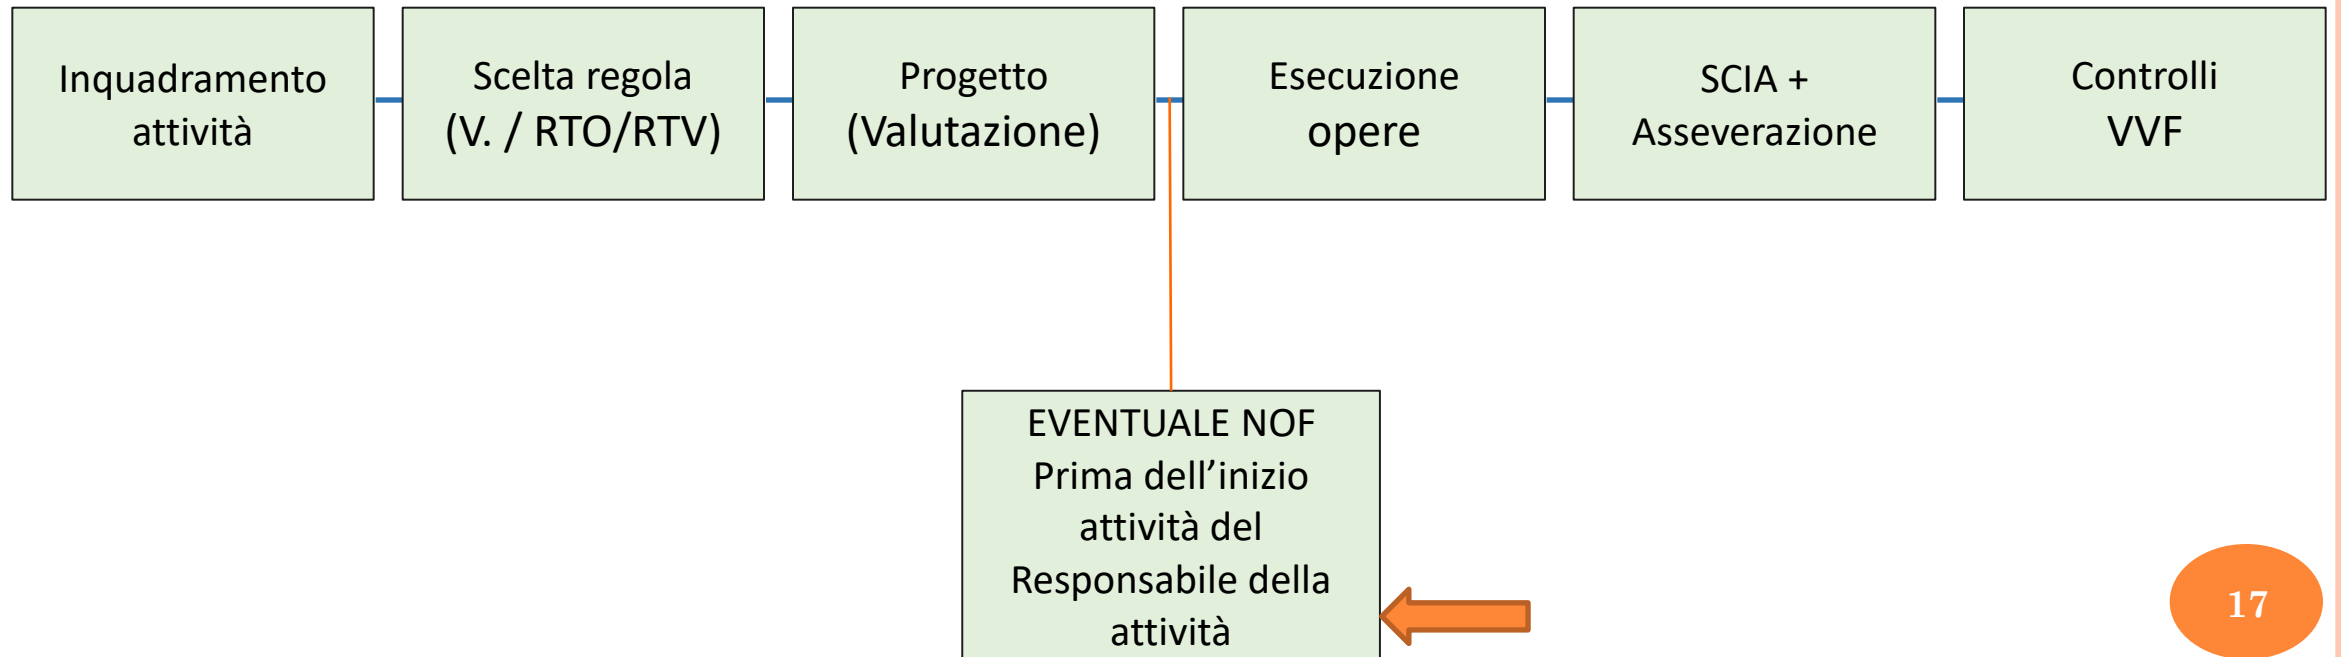 Inquadramento
attività
Scelta regola
(V. / RTO/RTV)
Progetto
(Valutazione)
Esecuzione
opere
SCIA +
Asseverazione
Controlli
VVF
EVENTUALE NOF
Prima dell’inizio
attività del
Responsabile della
attività
17